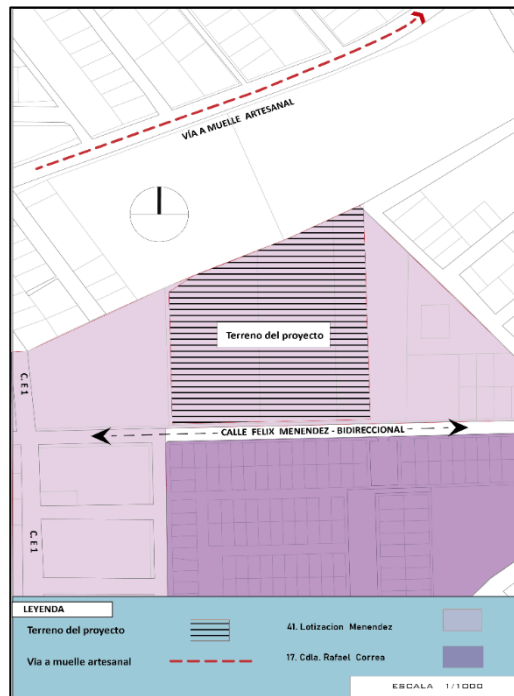 VÍA A MUELLE ARTESANAL
Terreno del proyecto
C. E 1
CALLE FELIX MENENDEZ - BIDIRECCIONAL
C. E 1
LEYENDA
Terreno del proyecto
Via a muelle artesanal
41. Lotizacion Menendez
17. Cdla. Rafael Correa
ESCALA 1/1000